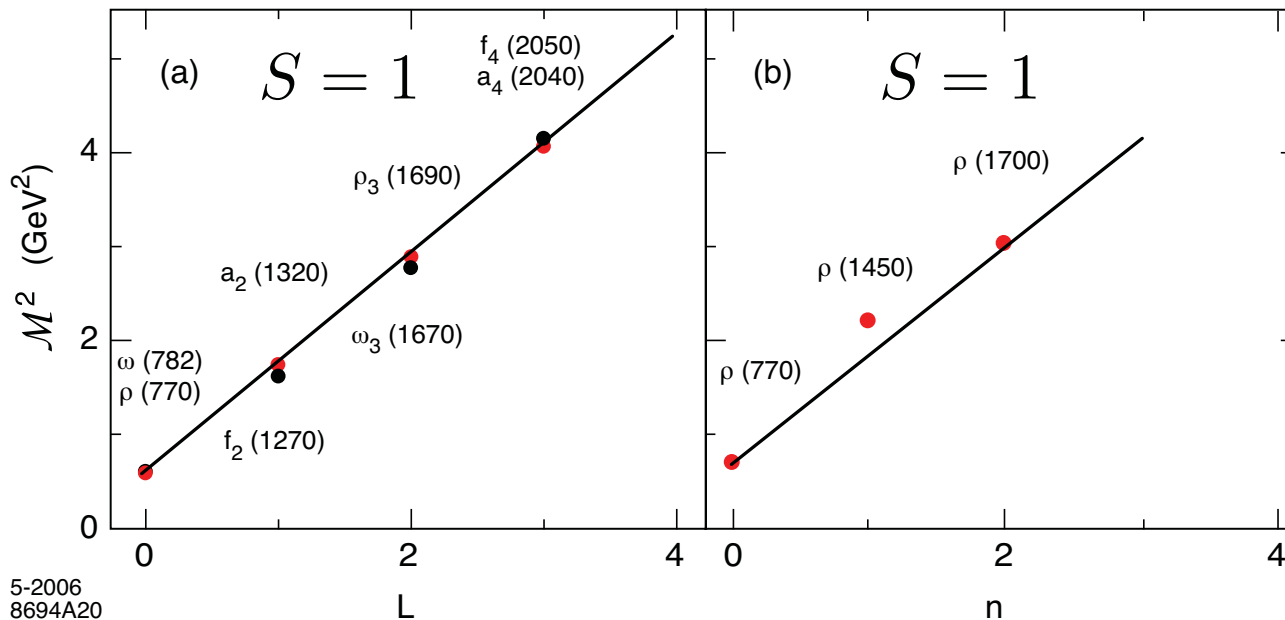 (a) S = 1
f₄ (2050)
a₄ (2040)
ρ₃ (1690)
a₂ (1320)
ω₃ (1670)
ω (782)
ρ (770)
f₂ (1270)
ℳ² (GeV²)
4
2
0
0 2 4
L
(b) S = 1
ρ (1700)
ρ (1450)
ρ (770)
0 2 4
n
5-2006
8694A20